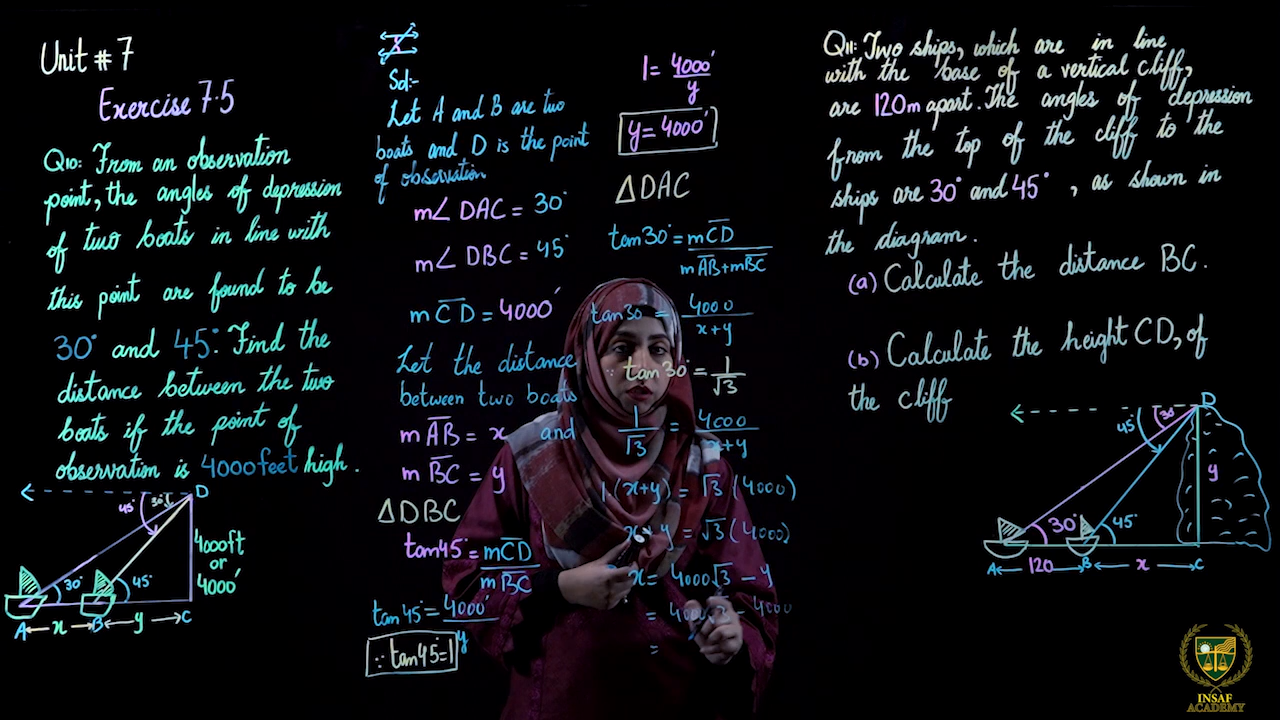 Unit # 7
Exercise 7.5
Q10: From an observation
point, the angles of depression
of two boats in line with
this point are found to be
30° and 45°. Find the
distance between the two
boats if the point of
observation is 4000feet high.
D
45°
30°
4000ft
or
4000'
30°
45°
A
x
B
y
C
Sol:-
Let A and B are two
boats and D is the point
of observation
m∠ DAC = 30°
m∠ DBC = 45°
m CD = 4000'
Let the distance
between two boats
m AB = x and
m BC = y
△DBC
tan45° = mCD / mBC
tan 45° = 4000' / y
∵ tan45°=1
1 = 4000' / y
y = 4000'
△DAC
tan30° = mCD / mAB+mBC
tan30° = 4000 / x+y
∵ tan30° = 1/√3
1/√3 = 4000 / x+y
1(x+y) = √3(4000)
x+y = √3(4000)
x = 4000√3 - y
= 4000√3 - 4000
=
Q11: Two ships, which are in line
with the base of a vertical cliff,
are 120m apart. The angles of depression
from the top of the cliff to the
ships are 30° and 45°, as shown in
the diagram.
(a) Calculate the distance BC.
(b) Calculate the height CD, of
the cliff
D
45°
30°
y
30°
45°
A
120
B
x
C
INSAF
ACADEMY